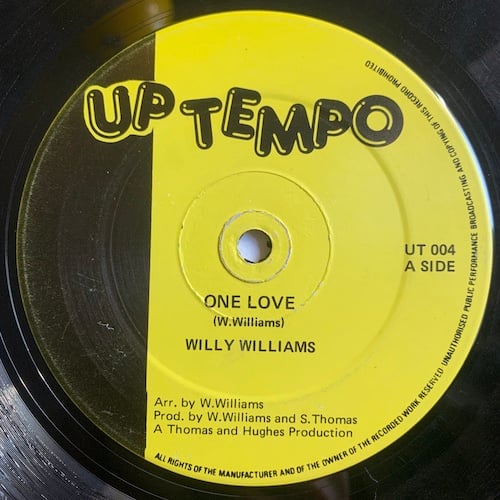 UP TEMPO
UT 004
A SIDE
ONE LOVE
(W.Williams)
WILLY WILLIAMS
Arr. by W.Williams
Prod. by W.Williams and S.Thomas
A Thomas and Hughes Production
ALL RIGHTS OF THE MANUFACTURER AND OF THE OWNER OF THE RECORDED WORK RESERVED UNAUTHORISED PUBLIC PERFORMANCE BROADCASTING AND COPYING OF THIS RECORD PROHIBITED